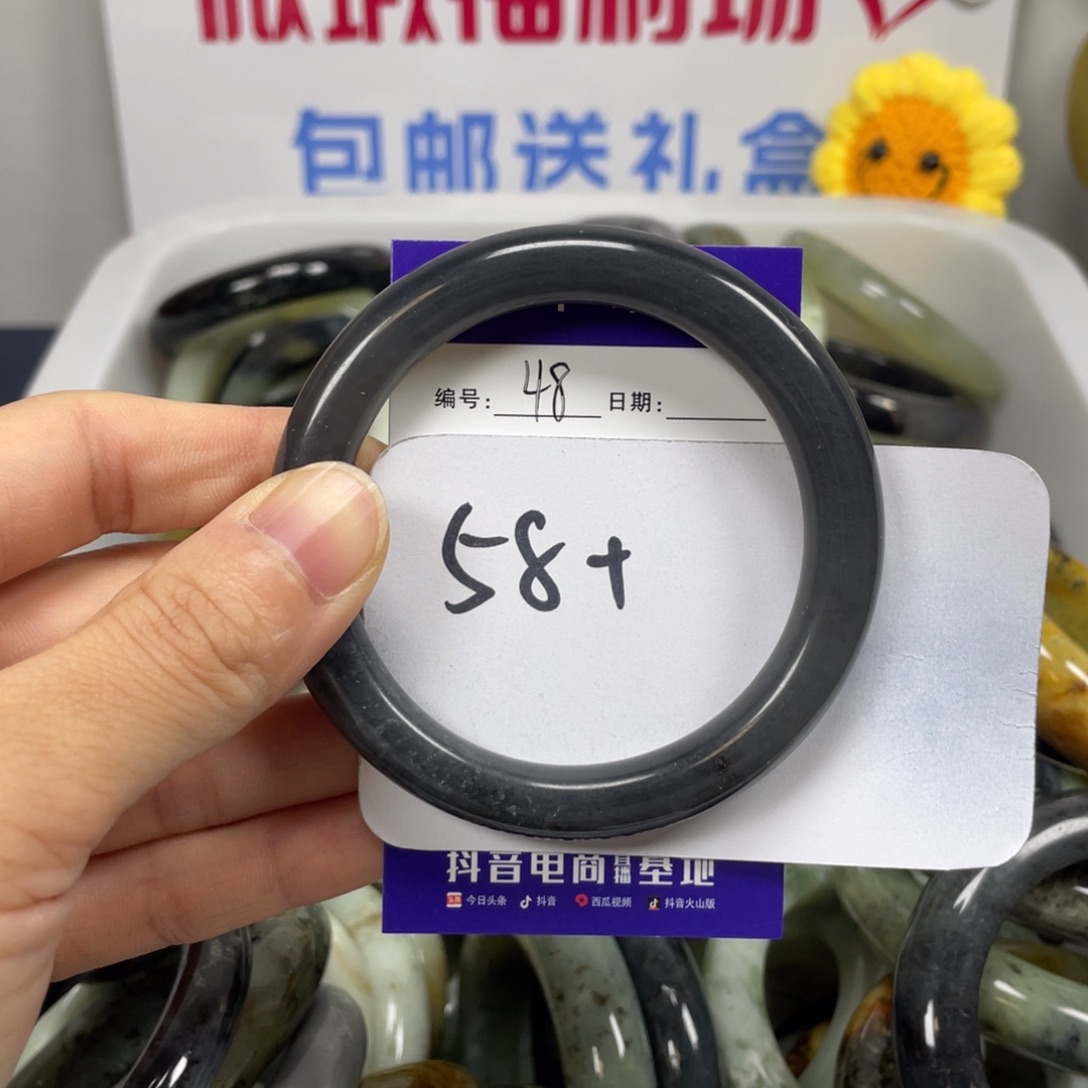 包邮送礼盒
编号: 48 日期:
58+
抖音电商直播基地
今日头条 抖音 西瓜视频 抖音火山版